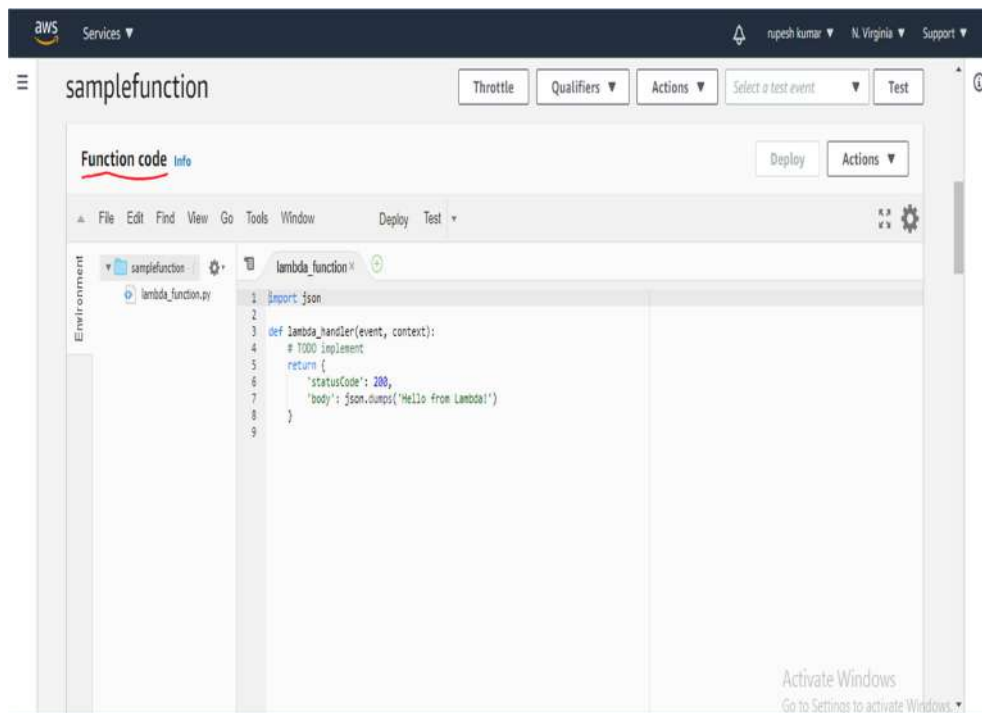 aws Services ▼ rupesh kumar ▼ N. Virginia ▼ Support ▼
samplefunction Throttle Qualifiers ▼ Actions ▼ Select a test event ▼ Test
Function code Info Deploy Actions ▼
File Edit Find View Go Tools Window Deploy Test
Environment
samplefunction
lambda_function.py
lambda_function ×
1 import json
2
3 def lambda_handler(event, context):
4 # TODO implement
5 return {
6 'statusCode': 200,
7 'body': json.dumps('Hello from Lambda!')
8 }
9
Activate Windows
Go to Settings to activate Windows.